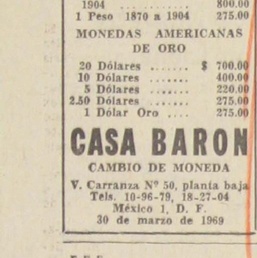 1904 ........ 800.00
1 Peso 1870 a 1904 275.00
MONEDAS AMERICANAS
DE ORO
20 Dólares ........ $ 700.00
10 Dólares ....... 400.00
5 Dólares ....... 220.00
2.50 Dólares ....... 275.00
1 Dólar Oro .... 275.00
CASA BARON
CAMBIO DE MONEDA
V. Carranza Nº 50, planta baja
Tels. 10-96-79, 18-27-04
México 1, D. F.
30 de marzo de 1969